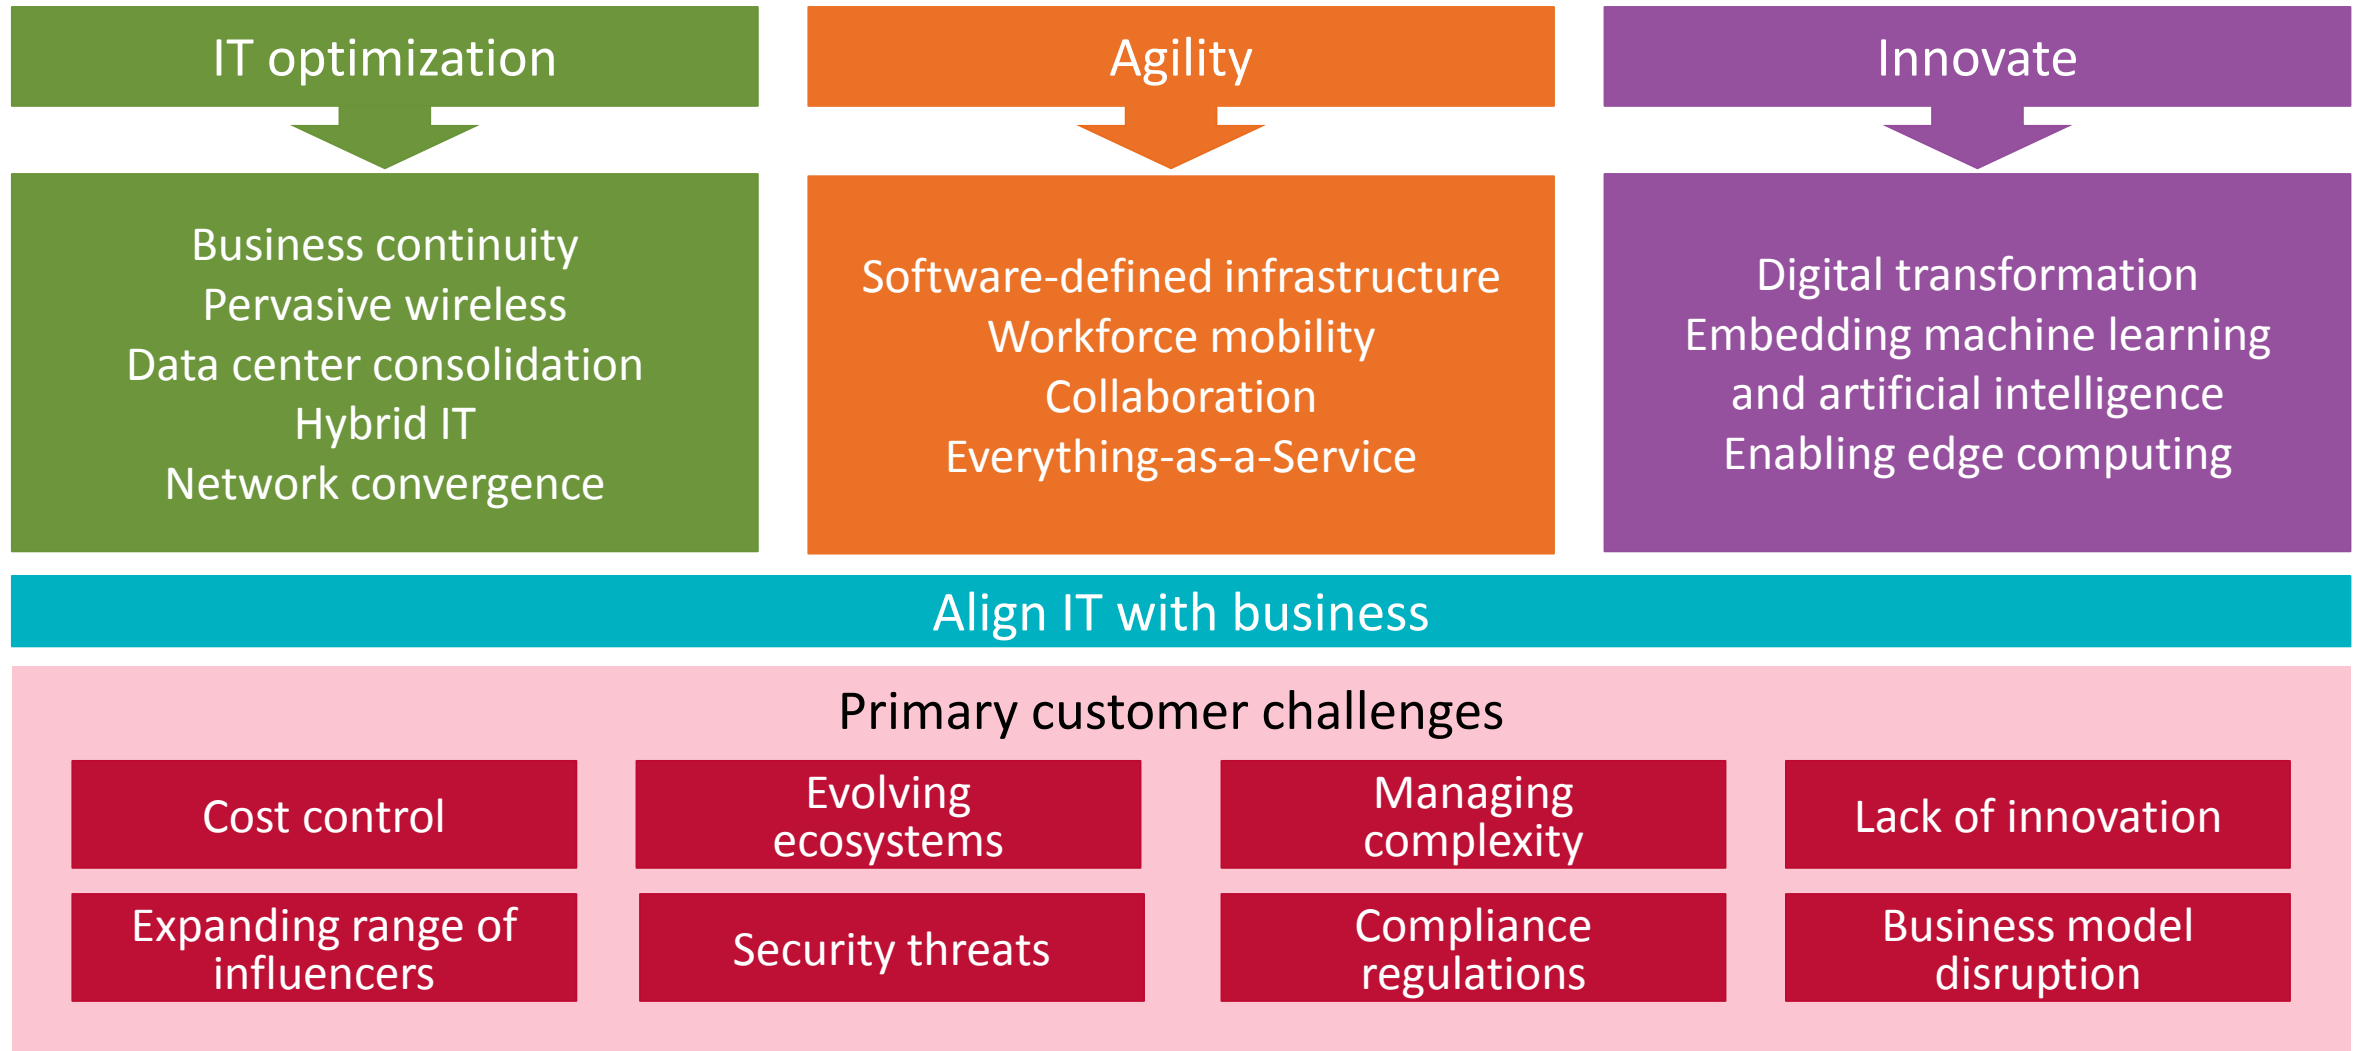 IT optimization
Agility
Innovate
Business continuity
Pervasive wireless
Data center consolidation
Hybrid IT
Network convergence
Software-defined infrastructure
Workforce mobility
Collaboration
Everything-as-a-Service
Digital transformation
Embedding machine learning
and artificial intelligence
Enabling edge computing
Align IT with business
Primary customer challenges
Cost control
Evolving
ecosystems
Managing
complexity
Lack of innovation
Expanding range of
influencers
Security threats
Compliance
regulations
Business model
disruption